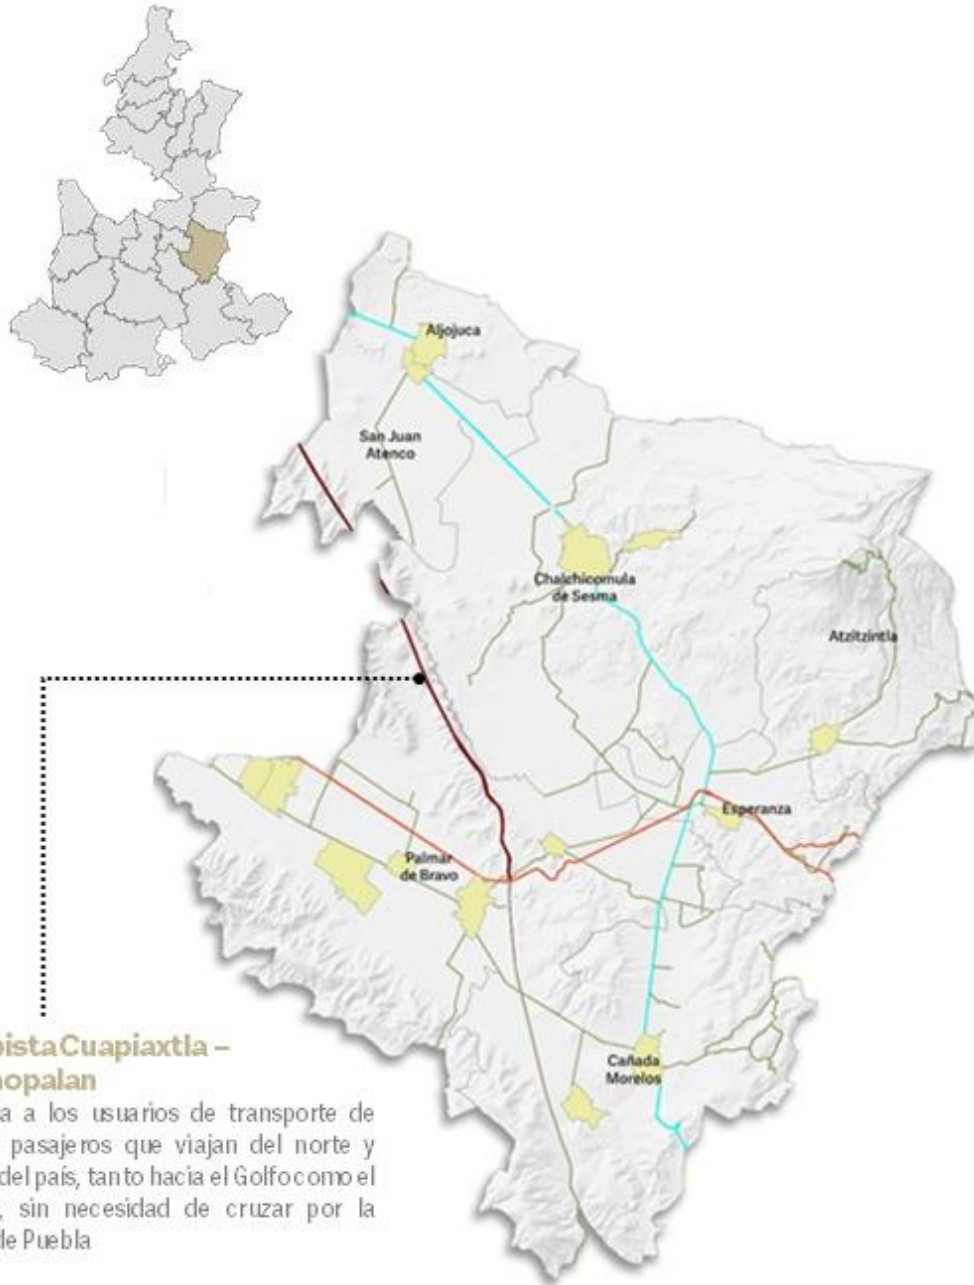 Aljojuca
San Juan
Atenco
Chalchicomula
de Sesma
Atzitzintla
Esperanza
Palmar
de Bravo
Cañada
Morelos
pista Cuapiaxtla –
nopalan
a a los usuarios de transporte de
pasajeros que viajan del norte y
del país, tanto hacia el Golfo como el
, sin necesidad de cruzar por la
de Puebla